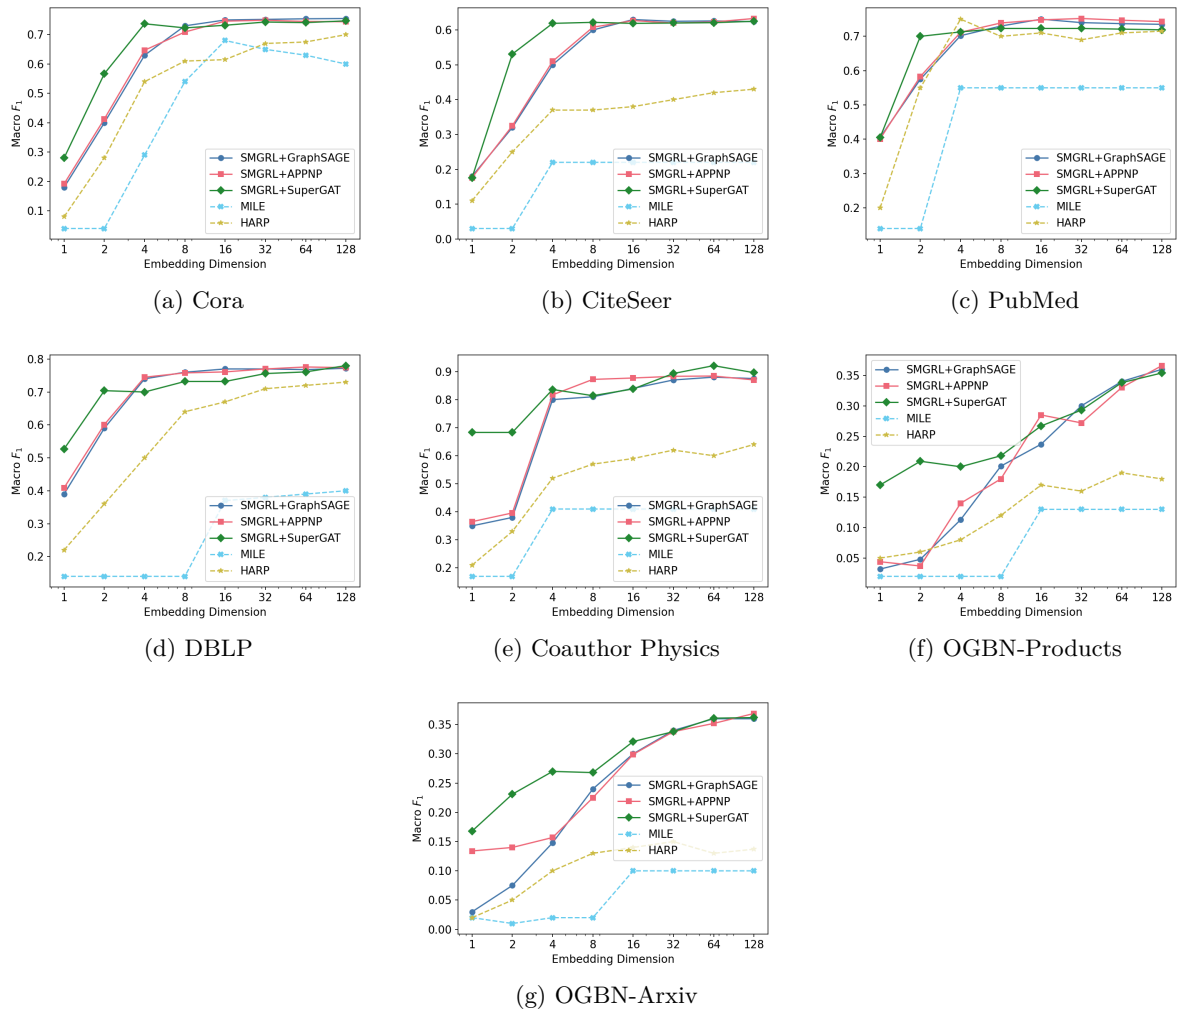 0.7
0.6
0.5
0.4
0.3
0.2
0.1
Macro F1
SMGRL+GraphSAGE
SMGRL+APPNP
SMGRL+SuperGAT
MILE
HARP
1 2 4 8 16 32 64 128
Embedding Dimension
(a) Cora
0.6
0.5
0.4
0.3
0.2
0.1
0.0
Macro F1
SMGRL+GraphSAGE
SMGRL+APPNP
SMGRL+SuperGAT
MILE
HARP
1 2 4 8 16 32 64 128
Embedding Dimension
(b) CiteSeer
0.7
0.6
0.5
0.4
0.3
0.2
Macro F1
SMGRL+GraphSAGE
SMGRL+APPNP
SMGRL+SuperGAT
MILE
HARP
1 2 4 8 16 32 64 128
Embedding Dimension
(c) PubMed
0.8
0.7
0.6
0.5
0.4
0.3
0.2
Macro F1
SMGRL+GraphSAGE
SMGRL+APPNP
SMGRL+SuperGAT
MILE
HARP
1 2 4 8 16 32 64 128
Embedding Dimension
(d) DBLP
0.9
0.8
0.7
0.6
0.5
0.4
0.3
0.2
Macro F1
SMGRL+GraphSAGE
SMGRL+APPNP
SMGRL+SuperGAT
MILE
HARP
1 2 4 8 16 32 64 128
Embedding Dimension
(e) Coauthor Physics
0.35
0.30
0.25
0.20
0.15
0.10
0.05
Macro F1
SMGRL+GraphSAGE
SMGRL+APPNP
SMGRL+SuperGAT
MILE
HARP
1 2 4 8 16 32 64 128
Embedding Dimension
(f) OGBN-Products
0.35
0.30
0.25
0.20
0.15
0.10
0.05
0.00
Macro F1
SMGRL+GraphSAGE
SMGRL+APPNP
SMGRL+SuperGAT
MILE
HARP
1 2 4 8 16 32 64 128
Embedding Dimension
(g) OGBN-Arxiv